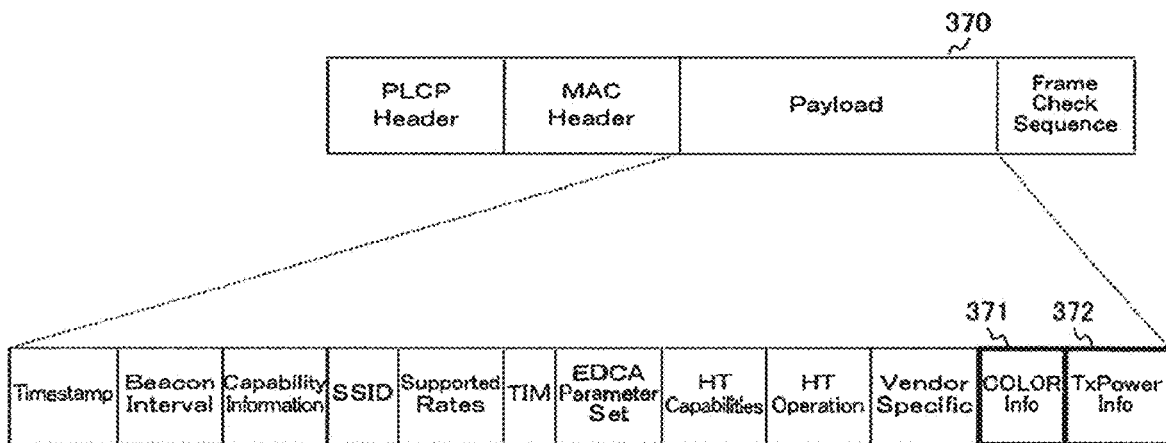 370
PLCP
Header
MAC
Header
Payload
Frame
Check
Sequence
371
372
Timestamp
Beacon
Interval
Capability
Information
SSID
Supported
Rates
TIM
EDCA
Parameter
Set
HT
Capabilities
HT
Operation
Vendor
Specific
COLOR
Info
TxPower
Info